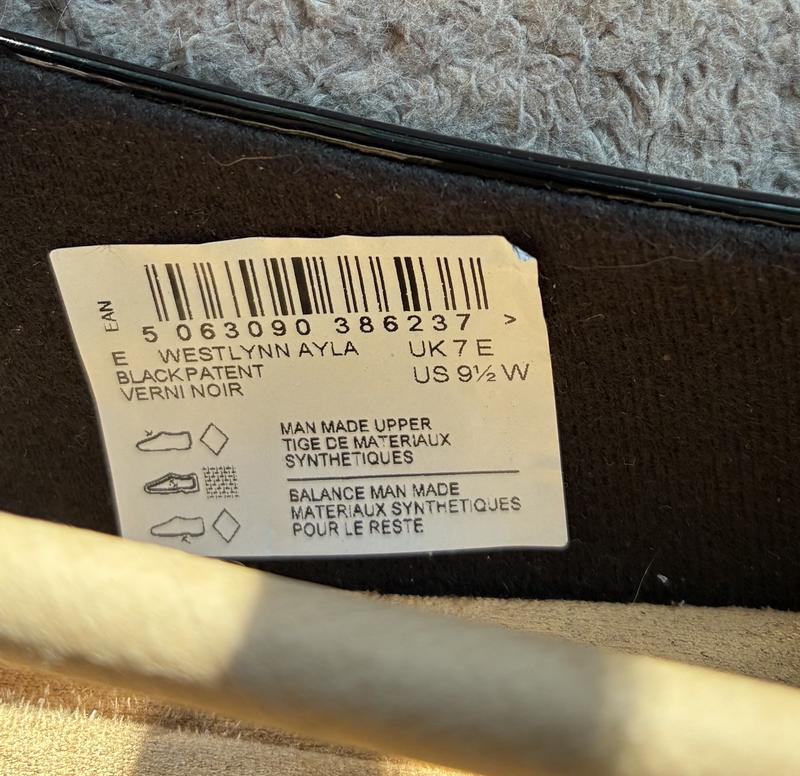 EAN
5 063090 386237 >
E WESTLYNN AYLA UK 7 E
BLACK PATENT US 9½ W
VERNI NOIR
MAN MADE UPPER
TIGE DE MATERIAUX
SYNTHETIQUES
BALANCE MAN MADE
MATERIAUX SYNTHETIQUES
POUR LE RESTE